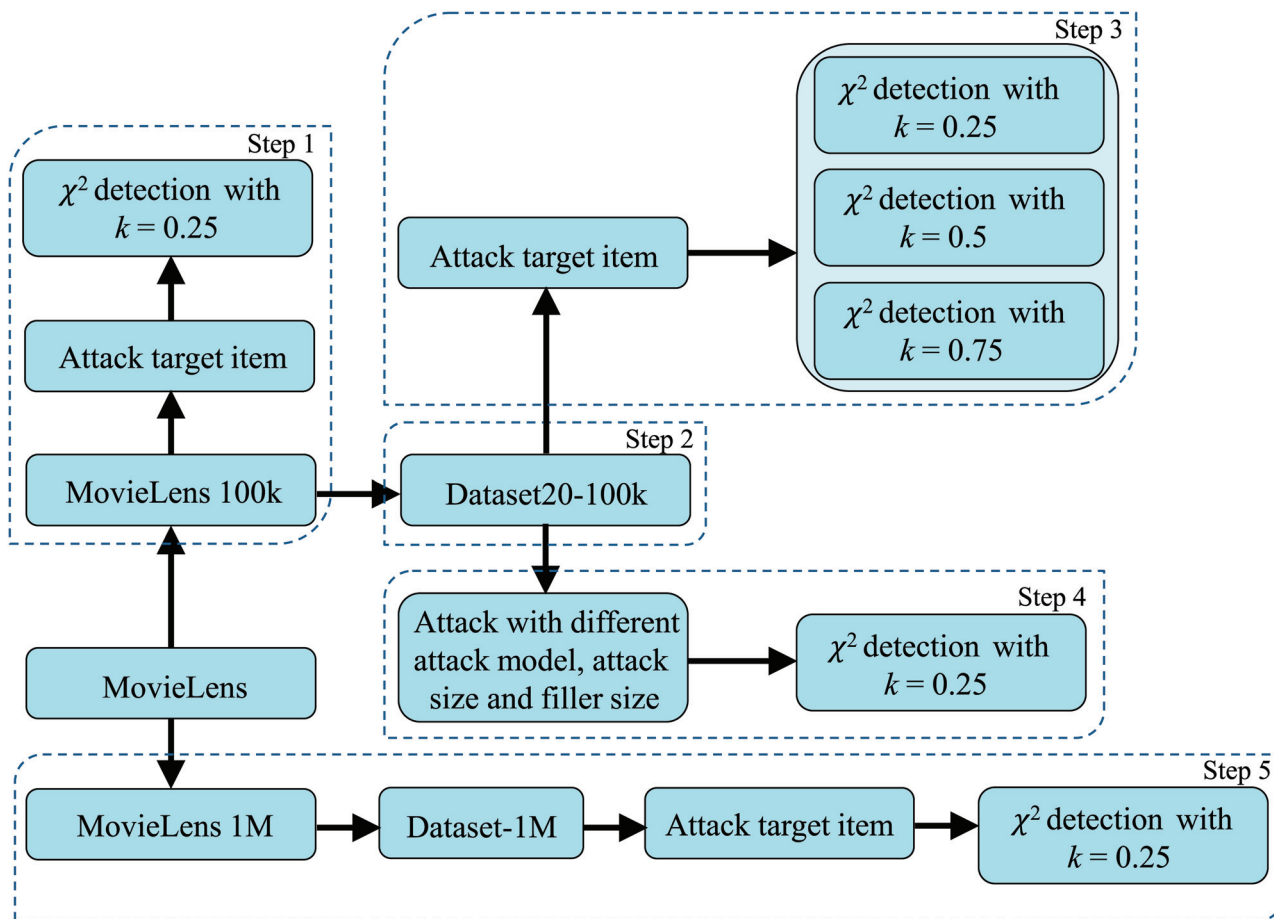 Step 1
χ² detection with
k = 0.25
Attack target item
MovieLens 100k
MovieLens
Step 3
χ² detection with
k = 0.25
χ² detection with
k = 0.5
χ² detection with
k = 0.75
Attack target item
Step 2
Dataset20-100k
Step 4
Attack with different
attack model, attack
size and filler size
χ² detection with
k = 0.25
Step 5
MovieLens 1M
Dataset-1M
Attack target item
χ² detection with
k = 0.25